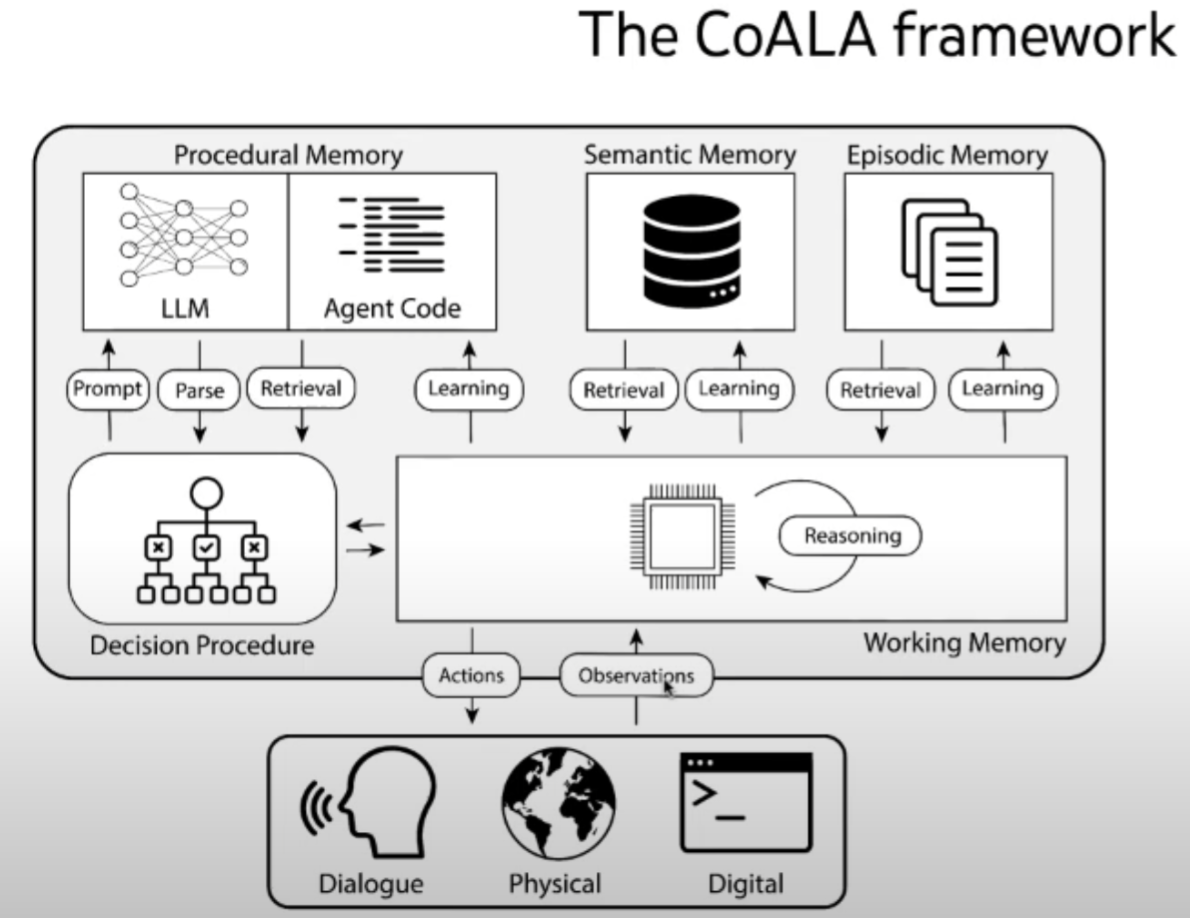 The CoALA framework
Procedural Memory
Semantic Memory
Episodic Memory
LLM
Agent Code
Prompt
Parse
Retrieval
Learning
Retrieval
Learning
Retrieval
Learning
Reasoning
Decision Procedure
Working Memory
Actions
Observations
>_
Dialogue
Physical
Digital